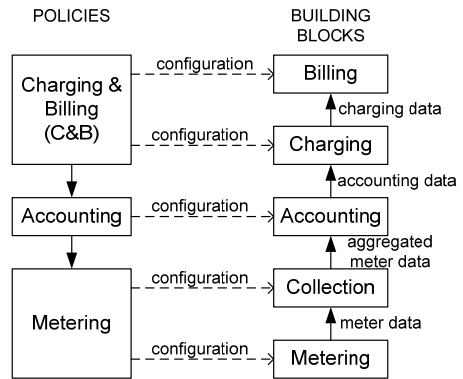 POLICIES
BUILDING
BLOCKS
Charging &
Billing
(C&B)
configuration
Billing
charging data
configuration
Charging
accounting data
Accounting
configuration
Accounting
aggregated
meter data
Metering
configuration
Collection
meter data
configuration
Metering